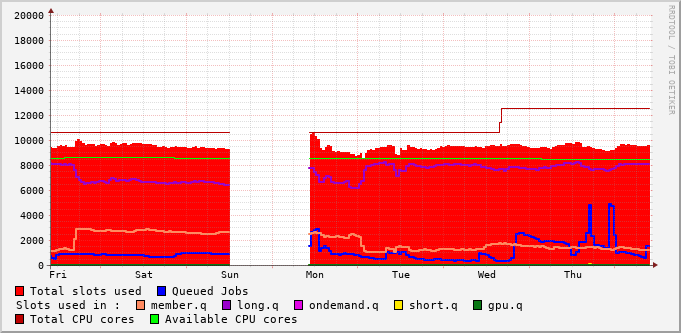 20000
18000
16000
14000
12000
10000
8000
6000
4000
2000
0
Fri Sat Sun Mon Tue Wed Thu
RRDTOOL / TOBI OETIKER
Total slots used Queued Jobs
Slots used in : member.q long.q ondemand.q short.q gpu.q
Total CPU cores Available CPU cores